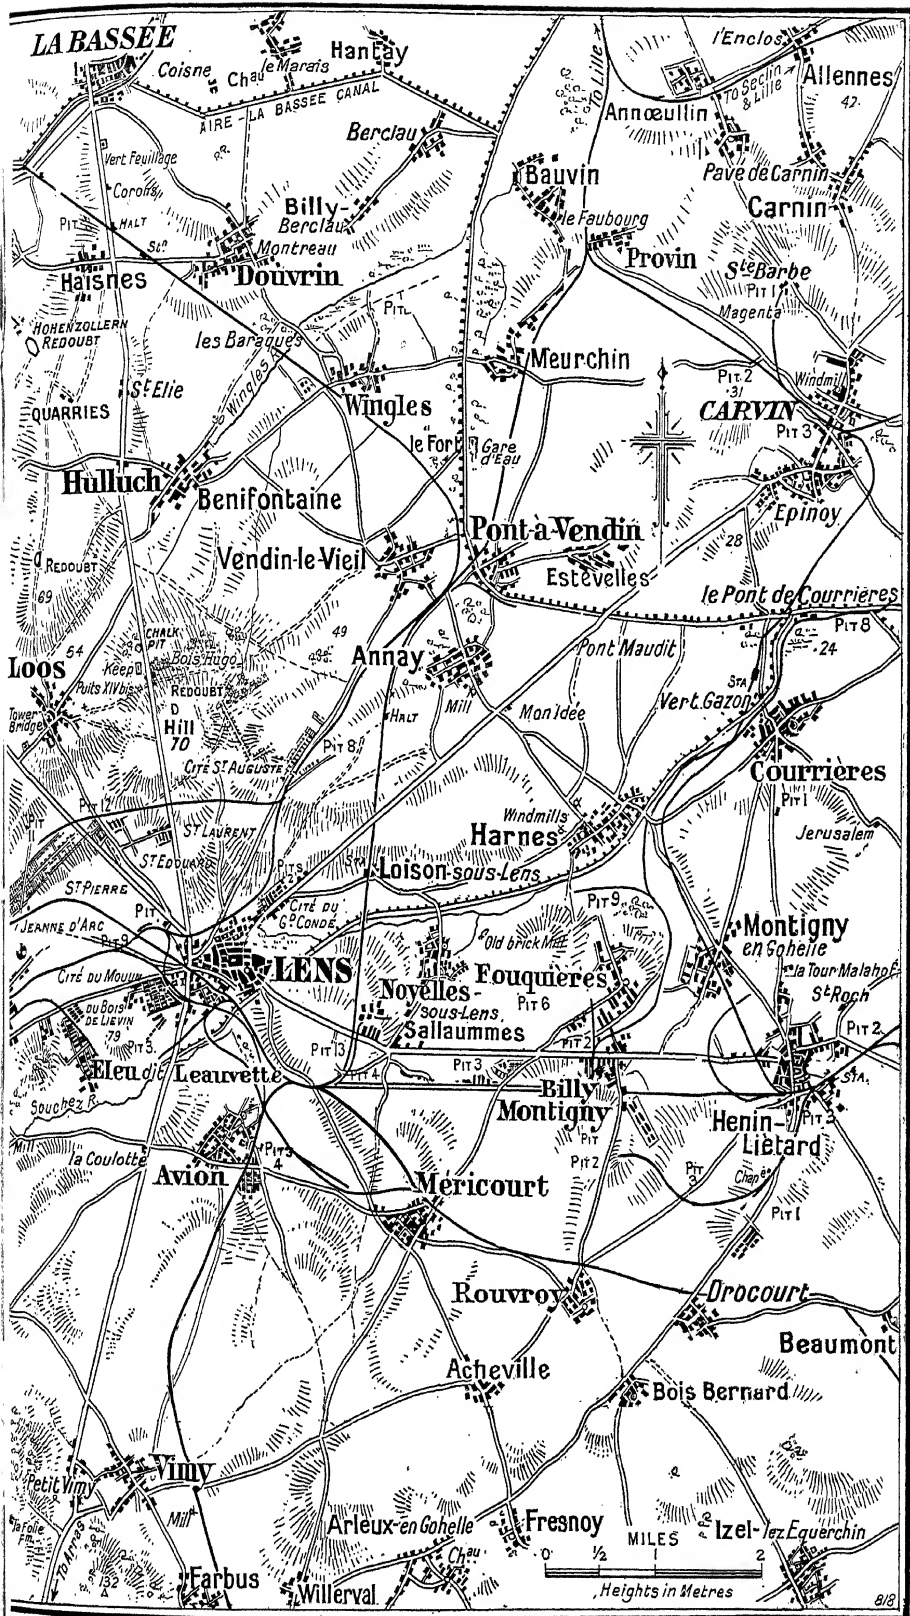 LA BASSÉE
Coisne
Chau
le Marais
Hantay
l'Enclos
Allennes
42
To Seclin
& Lille
To Lille
AIRE-LA BASSÉE CANAL
Annœullin
Berclau
Vert Feuillage
Corons
Bauvin
Pavé de Carnin
Carnin
PIT
HALT
Billy-
Berclau
le Faubourg
Stn
Montreau
Haisnes
Douvrin
Provin
Ste Barbe
PIT 1
Magenta
HOHENZOLLERN
REDOUBT
les Baraques
PIT
Meurchin
St Elie
Wingles
PIT 2
31
Windmill
QUARRIES
Wingles
CARVIN
PIT 3
le Fort
Gare
d'Eau
Hulluch
Benifontaine
Epinoy
Pont-à-Vendin
28
Vendin-le-Vieil
REDOUBT
Estevelles
69
le Pont de Courrières
PIT 8
49
54
CHALK
PIT
Loos
Keep
Bois Hugo
Annay
Pont Maudit
24
Puits XIV bis
REDOUBT
STA
Vert Gazon
Tower
Bridge
Hill
70
HALT
Mill
Mon Idée
PIT 8
CITÉ ST AUGUSTE
Courrières
PIT 12
PIT 1
PIT
11
ST LAURENT
Windmills
Harnes
Jerusalem
ST EDOUARD
PITS
STA
Loison-sous-Lens
ST PIERRE
CITÉ DU
Gd CONDÉ
PIT 9
PIT
JEANNE D'ARC
PIT 9
Old brick Mill
Montigny
en Gohelle
CITÉ DU MOULIN
LENS
Noyelles-
sous-Lens
Fouquières
PIT 6
la Tour Malahof
St Roch
DU BOIS
DE LIEVIN
79
PIT 3
Sallaummes
PIT 2
PIT 2
PIT 13
Eleu dit Leauvette
PIT 4
PIT 3
4
STA.
Billy
Montigny
Souchez R.
PIT 3
Henin-
Lietard
Mill
la Coulotte
PIT
PIT 3
4
PIT 2
Avion
PIT
3
Chapel
Mericourt
PIT 1
Rouvroy
Drocourt
Beaumont
Acheville
Bois Bernard
Vimy
Petit Vimy
Mill
la Folie
Fm
To Arras
Arleux-en Gohelle
Fresnoy
Izel-lez Equerchin
132
Farbus
Willerval
Chau
MILES
0 ½ 1 2
Heights in Metres
818